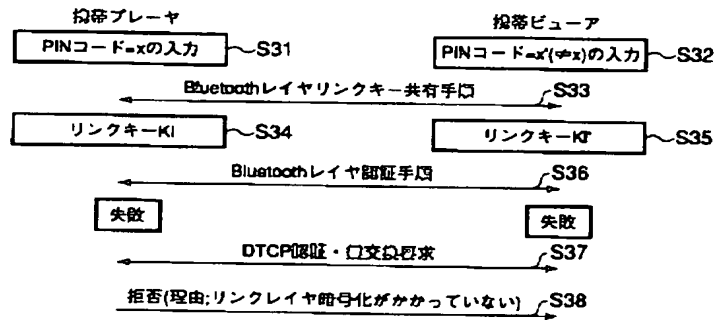 携帯プレーヤ
携帯ビューア
PINコード=xの入力 S31
PINコード=x'(≠x)の入力 S32
Bluetoothレイヤリンクキー共有手順 S33
リンクキーKl S34
リンクキーKl' S35
Bluetoothレイヤ認証手順 S36
失敗
失敗
DTCP認証・鍵交換要求 S37
拒否(理由;リンクレイヤ暗号化がかかっていない) S38